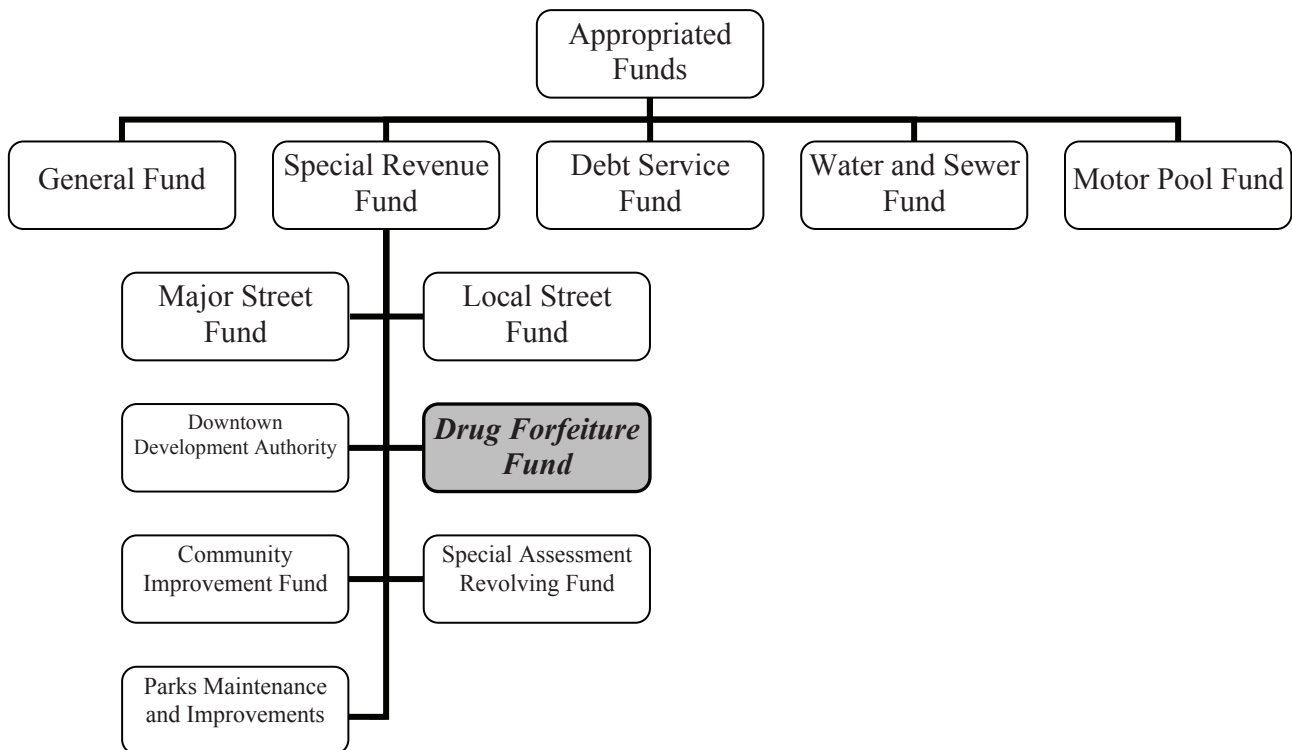 Appropriated
Funds
General Fund
Special Revenue
Fund
Debt Service
Fund
Water and Sewer
Fund
Motor Pool Fund
Major Street
Fund
Local Street
Fund
Downtown
Development Authority
Drug Forfeiture
Fund
Community
Improvement Fund
Special Assessment
Revolving Fund
Parks Maintenance
and Improvements